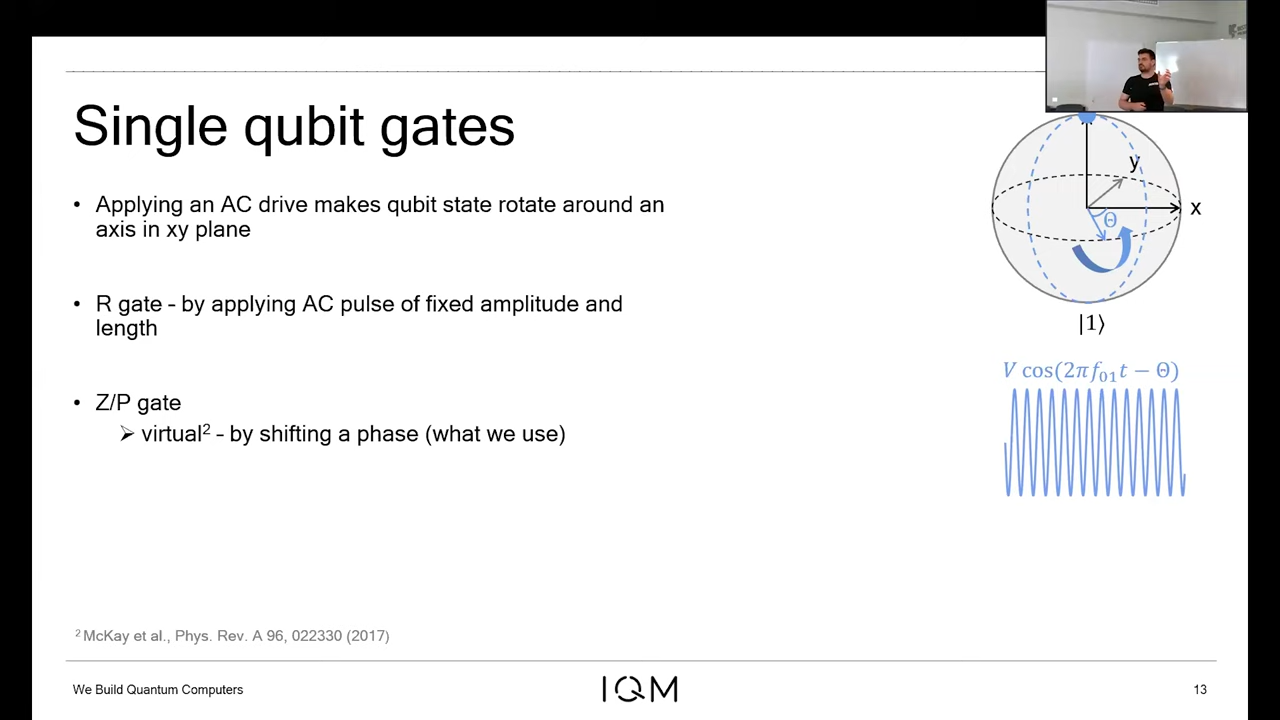 Single qubit gates
• Applying an AC drive makes qubit state rotate around an
axis in xy plane
• R gate - by applying AC pulse of fixed amplitude and
length
• Z/P gate
➢ virtual² - by shifting a phase (what we use)
y
x
Θ
|1⟩
V cos(2πf₀₁t − Θ)
² McKay et al., Phys. Rev. A 96, 022330 (2017)
We Build Quantum Computers
IQM
13